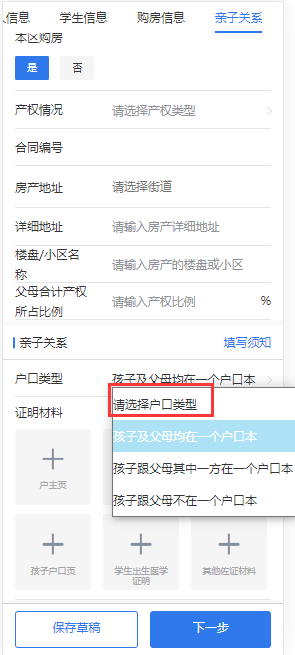 人信息 学生信息 购房信息 亲子关系
本区购房
是 否
产权情况 请选择产权类型
合同编号
房产地址 请选择街道
详细地址 请输入房产详细地址
楼盘/小区名
称 请输入房产的楼盘或小区
父母合计产权
所占比例 请输入产权比例 %
亲子关系 填写须知
户口类型 孩子及父母均在一个户口本
请选择户口类型
孩子及父母均在一个户口本
孩子跟父母其中一方在一个户口本
孩子跟父母不在一个户口本
证明材料
户主页
孩子户口页 学生出生医学
证明 其他佐证材料
保存草稿 下一步